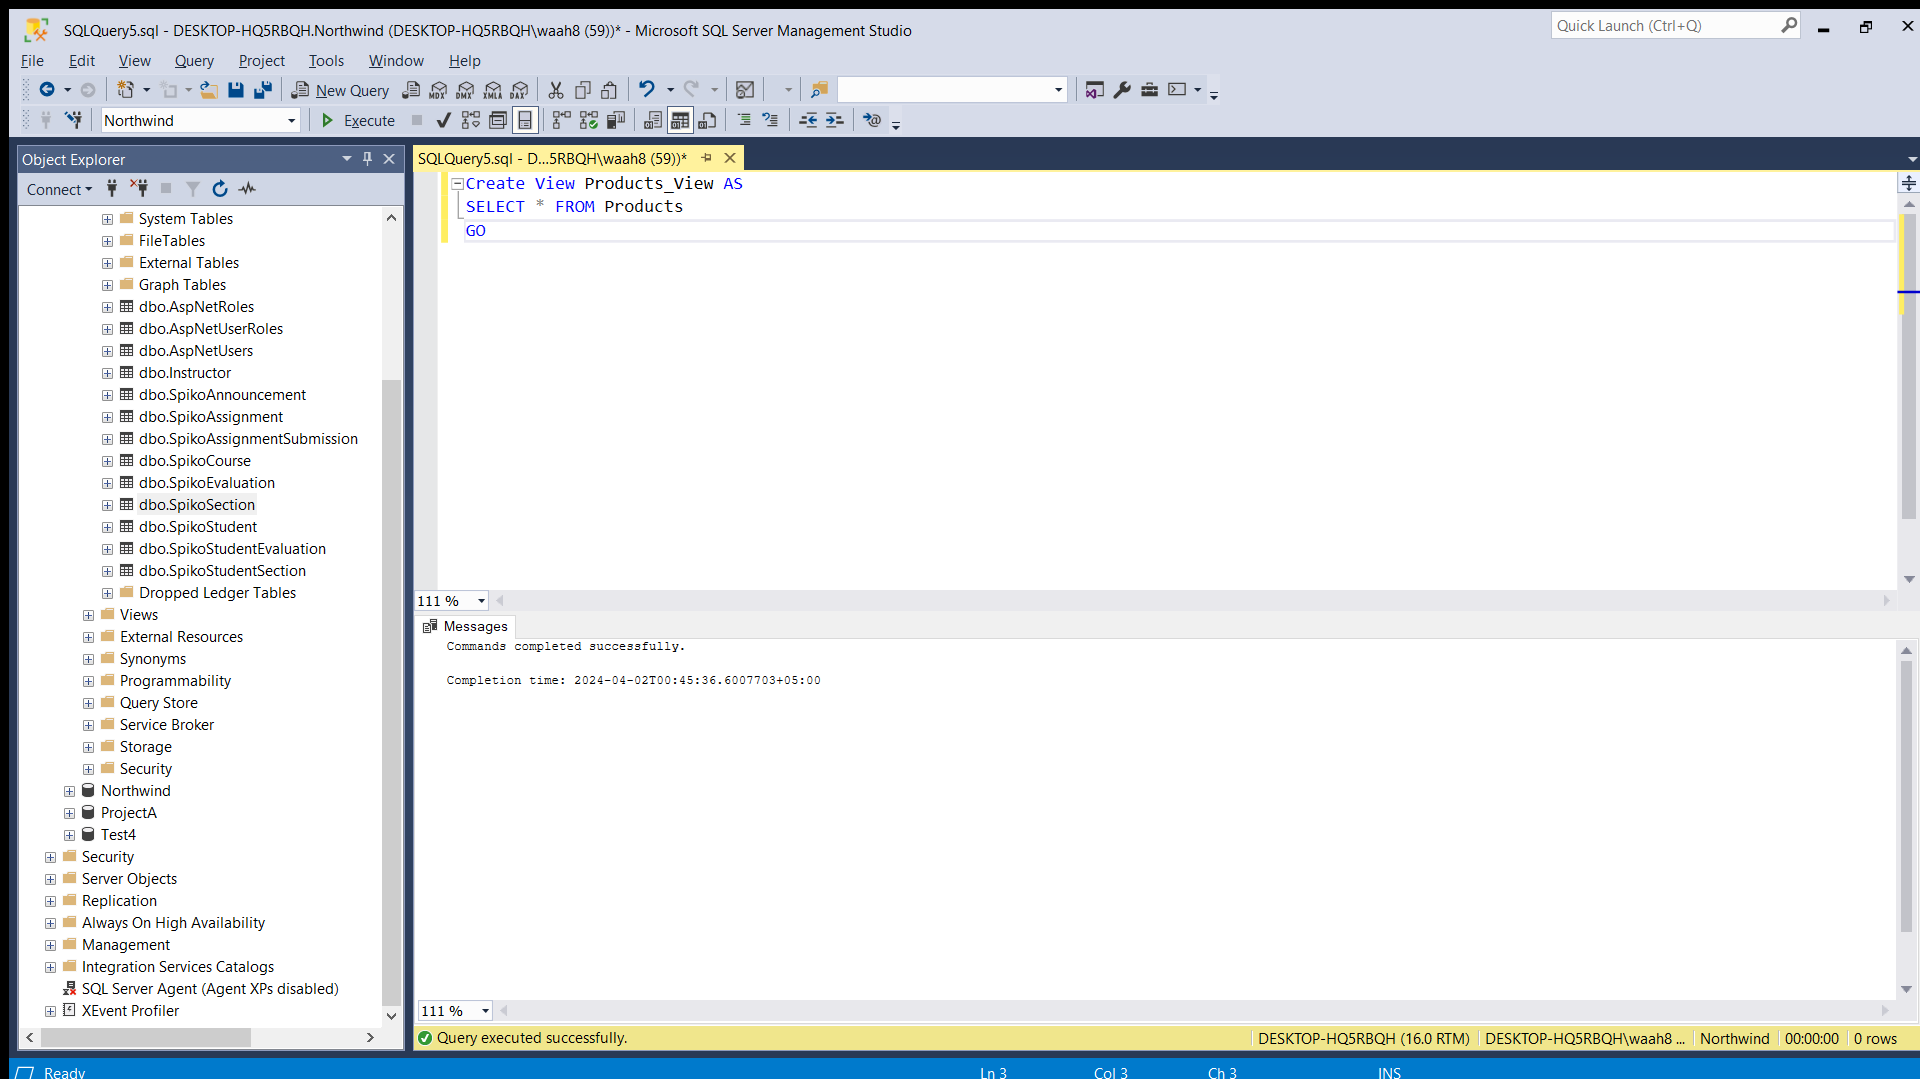 SQLQuery5.sql - DESKTOP-HQ5RBQH.Northwind (DESKTOP-HQ5RBQH\waah8 (59))* - Microsoft SQL Server Management Studio
Quick Launch (Ctrl+Q)
File Edit View Query Project Tools Window Help
New Query MDX DMX XMLA DAX
Northwind Execute
Object Explorer
SQLQuery5.sql - D...5RBQH\waah8 (59))*
Connect
System Tables
FileTables
External Tables
Graph Tables
dbo.AspNetRoles
dbo.AspNetUserRoles
dbo.AspNetUsers
dbo.Instructor
dbo.SpikoAnnouncement
dbo.SpikoAssignment
dbo.SpikoAssignmentSubmission
dbo.SpikoCourse
dbo.SpikoEvaluation
dbo.SpikoSection
dbo.SpikoStudent
dbo.SpikoStudentEvaluation
dbo.SpikoStudentSection
Dropped Ledger Tables
Views
External Resources
Synonyms
Programmability
Query Store
Service Broker
Storage
Security
Northwind
ProjectA
Test4
Security
Server Objects
Replication
Always On High Availability
Management
Integration Services Catalogs
SQL Server Agent (Agent XPs disabled)
XEvent Profiler
Create View Products_View AS
SELECT * FROM Products
GO
111 %
Messages
Commands completed successfully.
Completion time: 2024-04-02T00:45:36.6007703+05:00
111 %
Query executed successfully.
DESKTOP-HQ5RBQH (16.0 RTM) DESKTOP-HQ5RBQH\waah8 ... Northwind 00:00:00 0 rows
Ready Ln 3 Col 3 Ch 3 INS